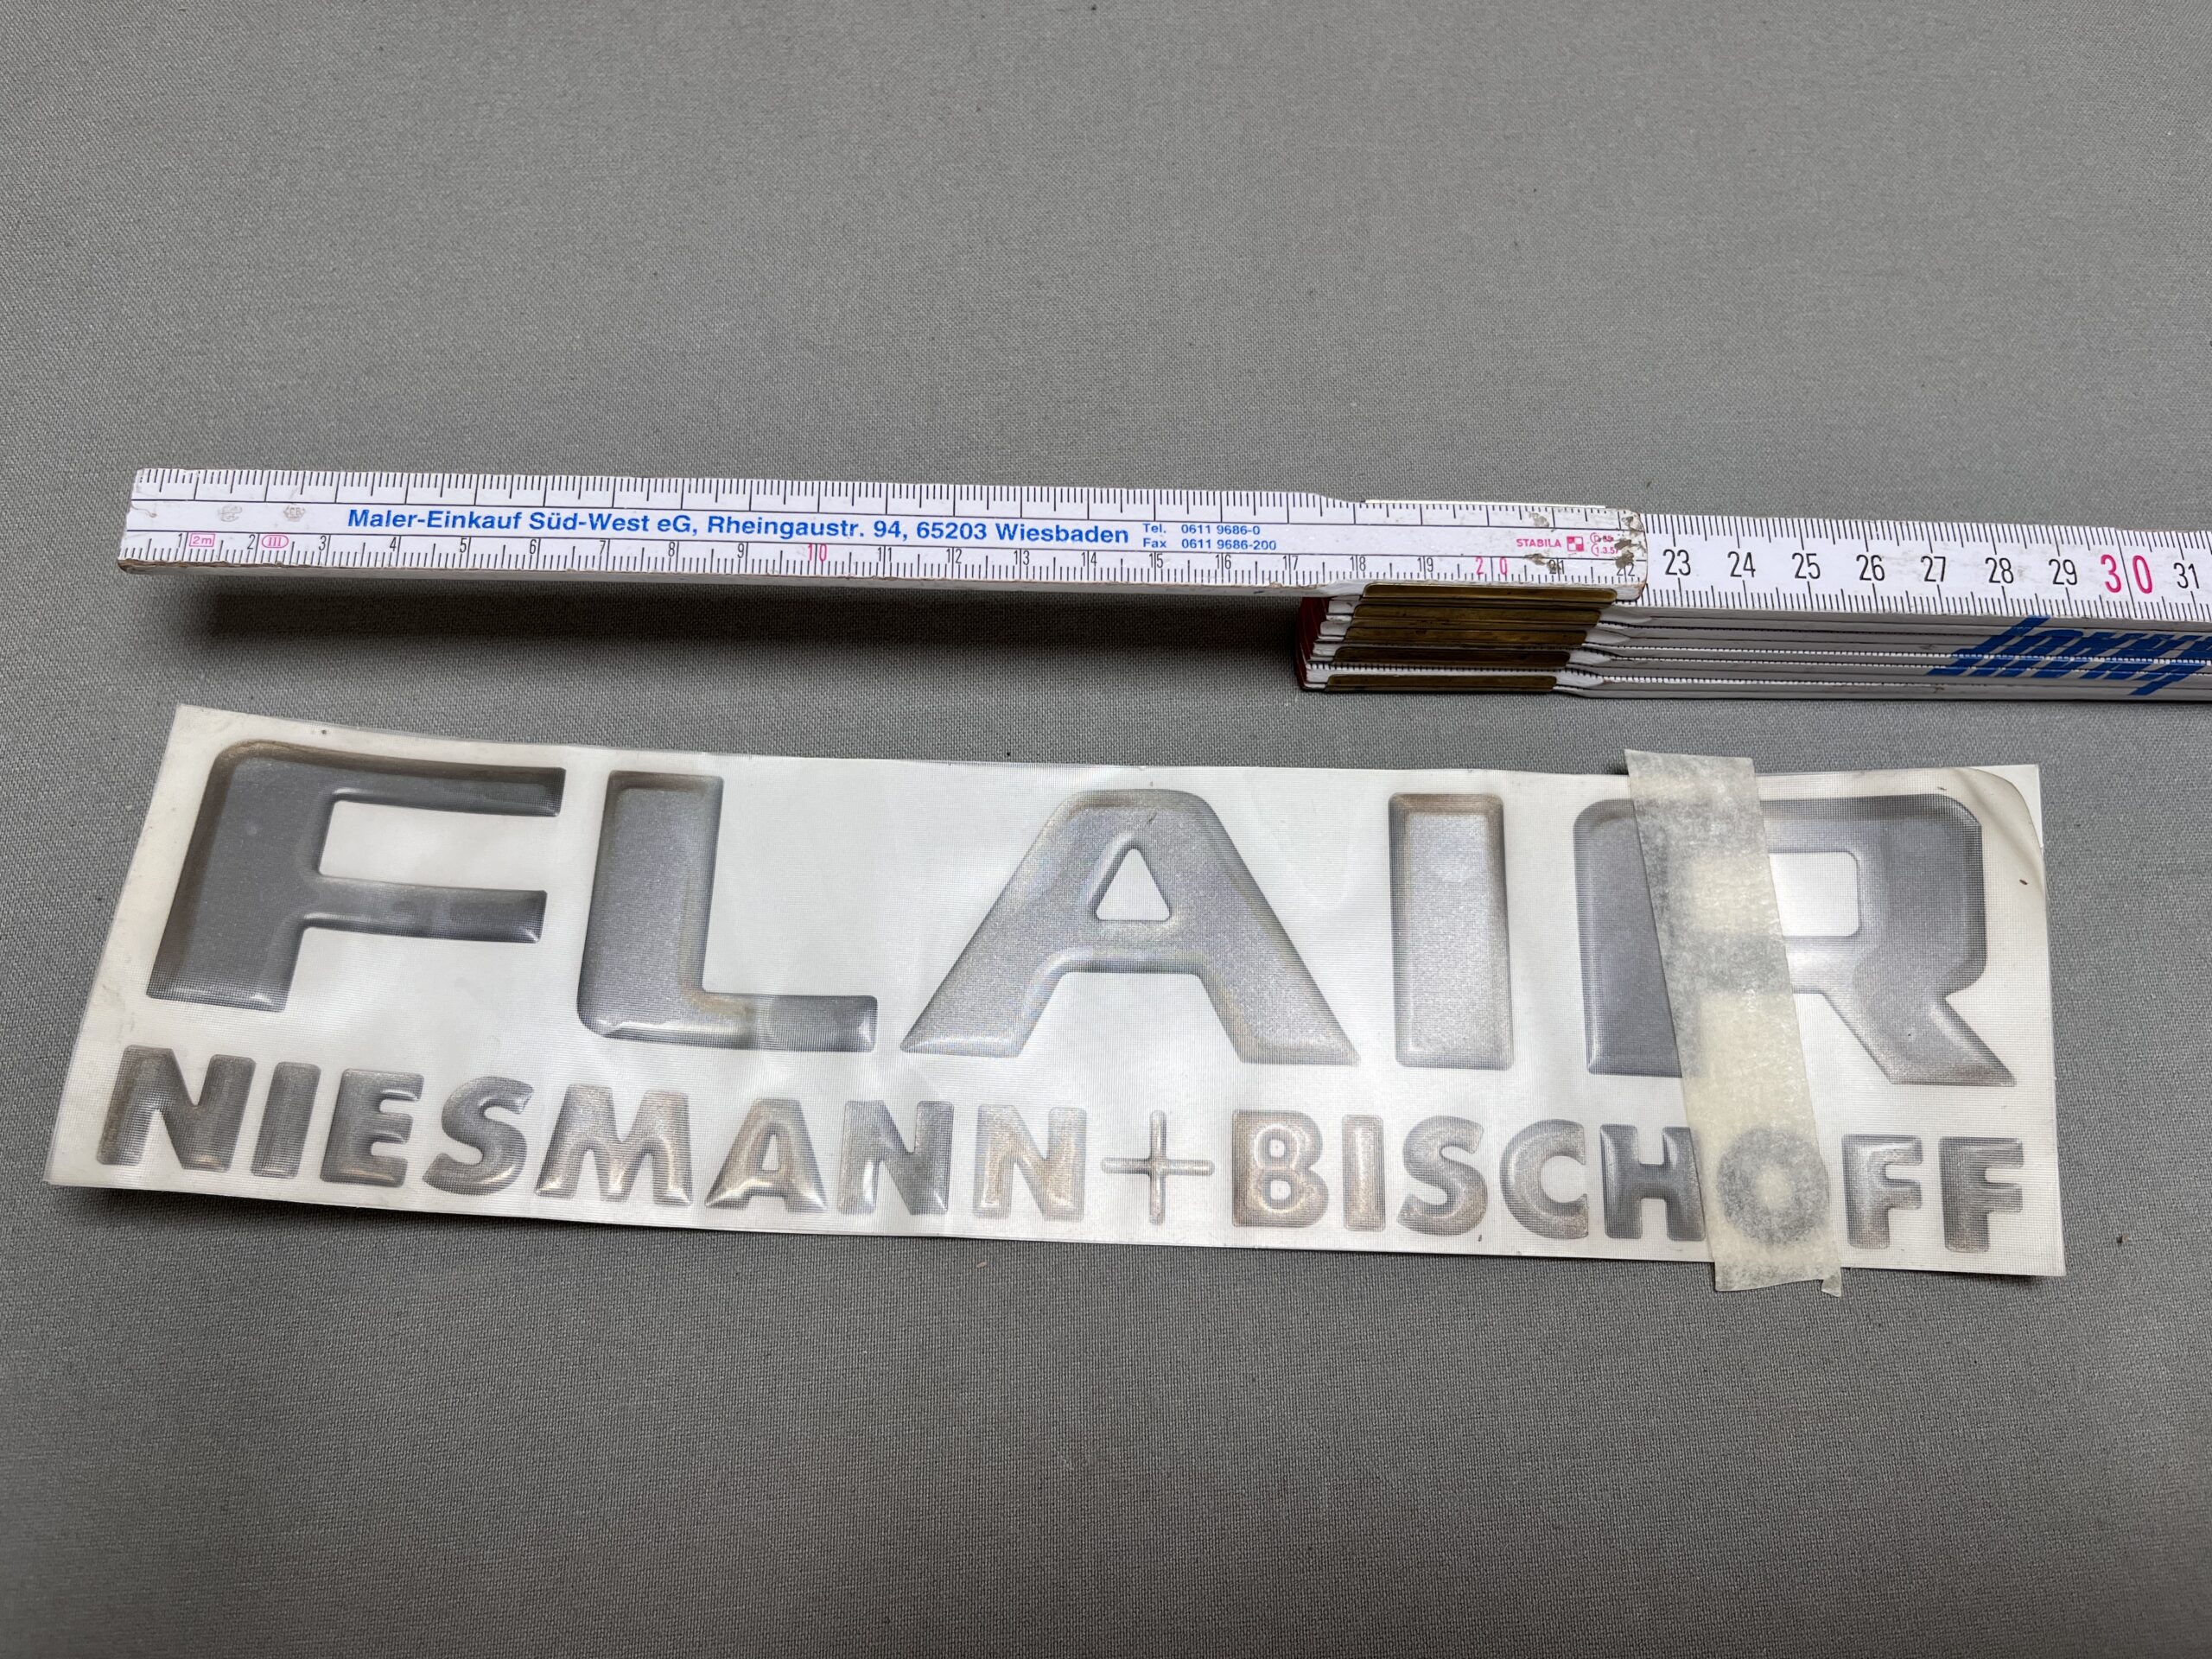 Maler-Einkauf Süd-West eG, Rheingaustr. 94, 65203 Wiesbaden
Tel. 0611 9686-0
Fax 0611 9686-200
1 2m 2 III 3 4 5 6 7 8 9 10 11 12 13 14 15 16 17 18 19 20 21 22 23 24 25 26 27 28 29 30 31
STABILA
FLAIR
NIESMANN+BISCHOFF